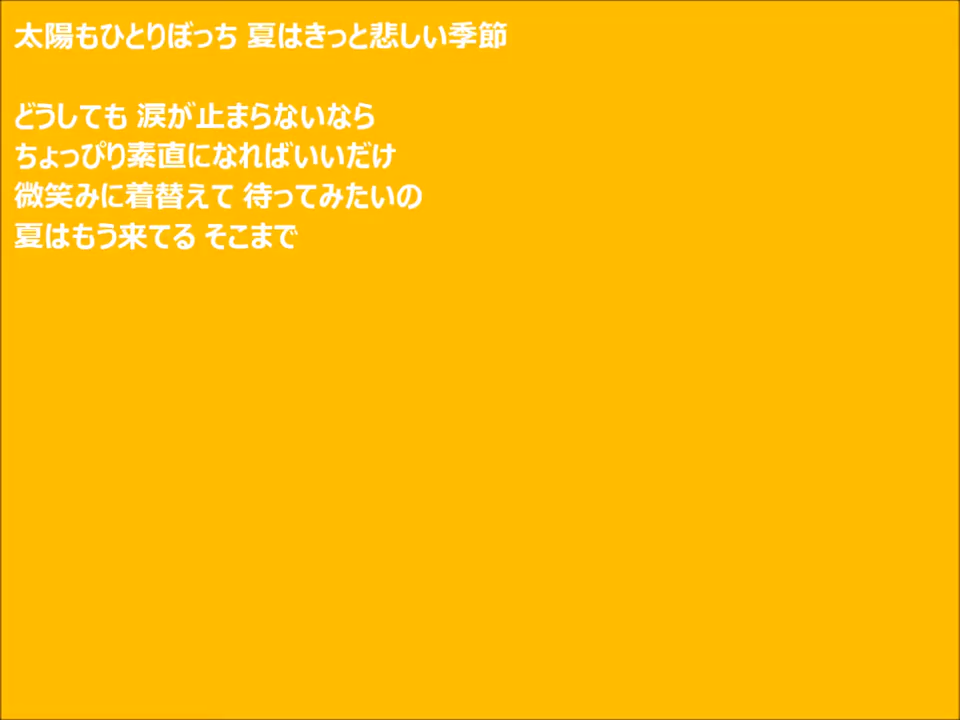 太陽もひとりぼっち 夏はきっと悲しい季節
どうしても 涙が止まらないなら
ちょっぴり素直になればいいだけ
微笑みに着替えて 待ってみたいの
夏はもう来てる そこまで